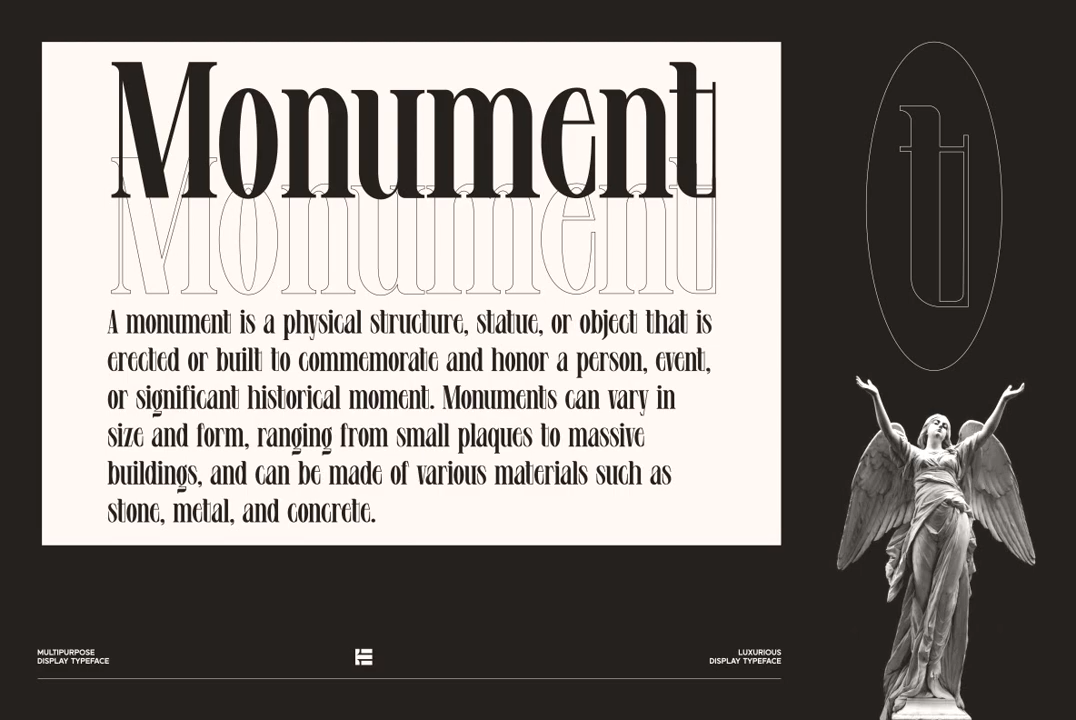 Monument
Monument
A monument is a physical structure, statue, or object that is
erected or built to commemorate and honor a person, event,
or significant historical moment. Monuments can vary in
size and form, ranging from small plaques to massive
buildings, and can be made of various materials such as
stone, metal, and concrete.
t
MULTIPURPOSE
DISPLAY TYPEFACE
LUXURIOUS
DISPLAY TYPEFACE